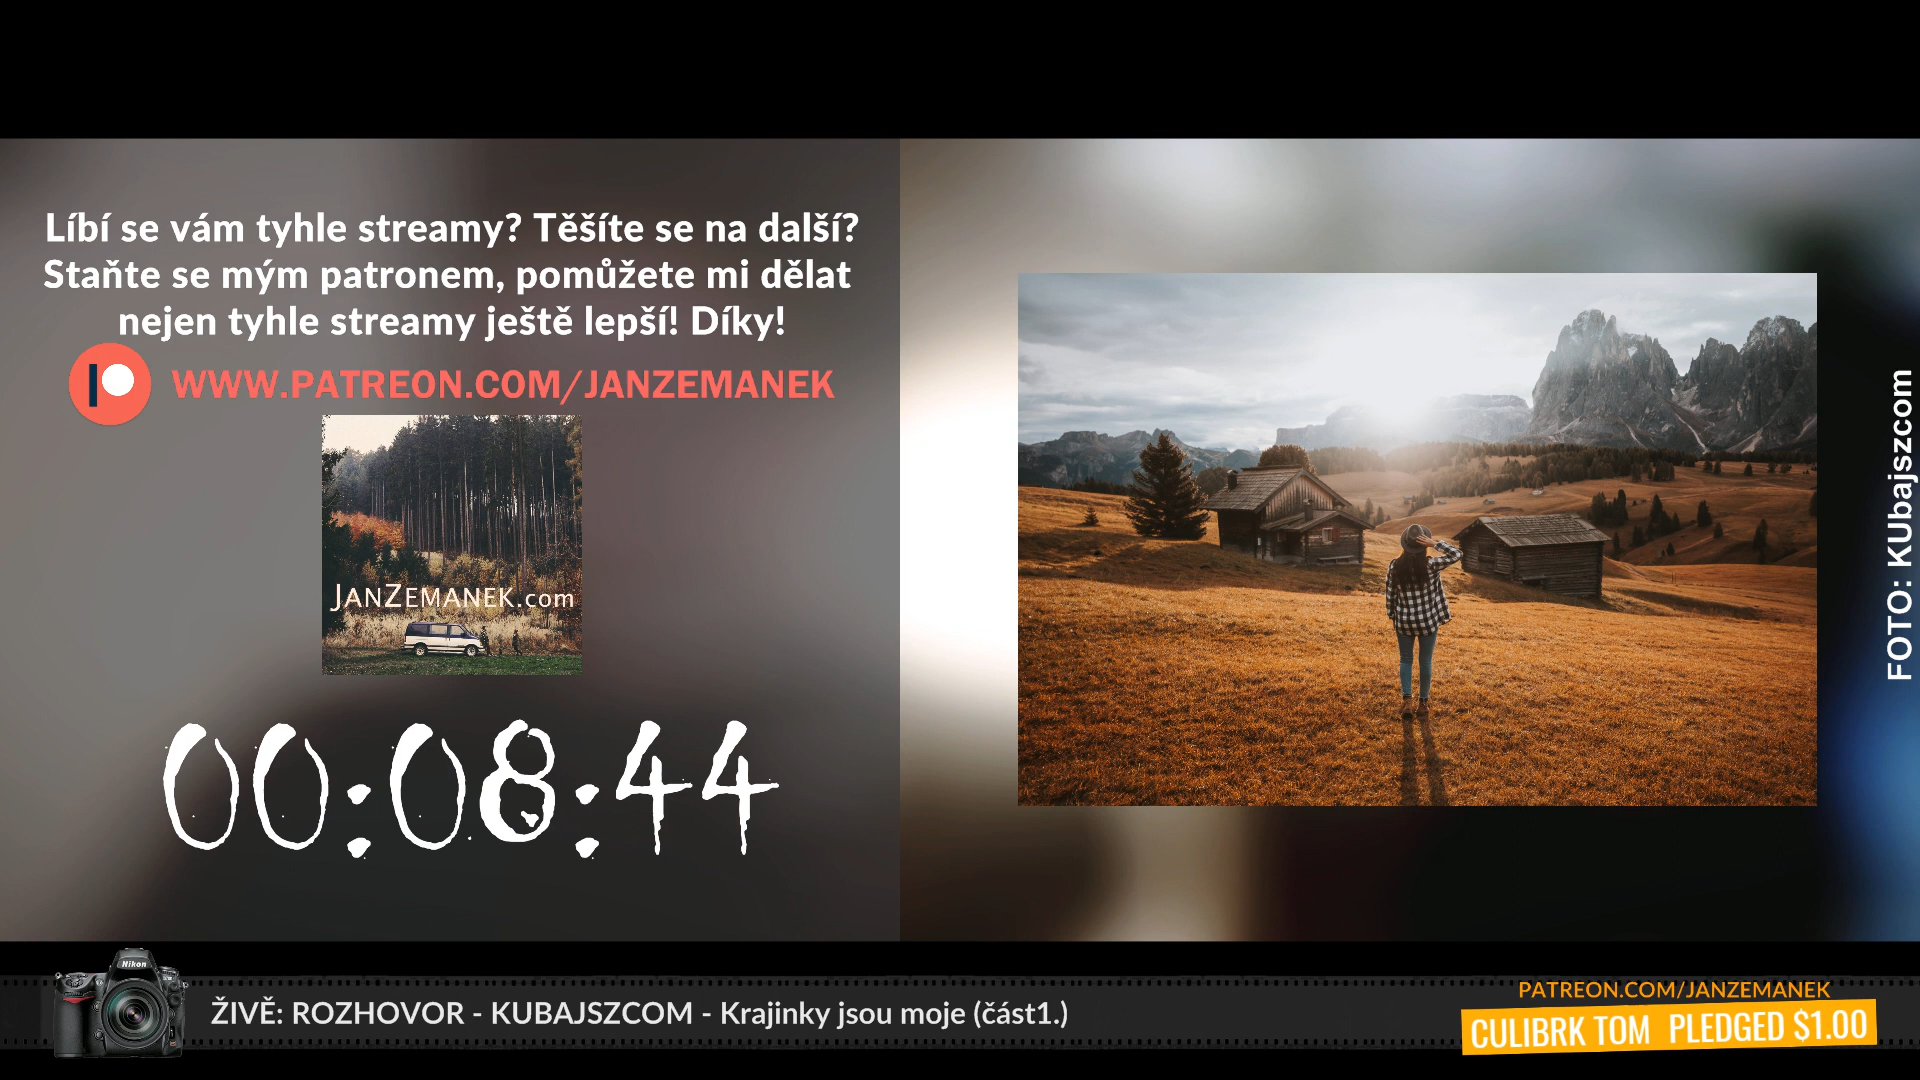 Líbí se vám tyhle streamy? Těšíte se na další?
Staňte se mým patronem, pomůžete mi dělat
nejen tyhle streamy ještě lepší! Díky!
WWW.PATREON.COM/JANZEMANEK
JANZEMANEK.com
00:08:44
FOTO: KUbajszcom
Nikon
ŽIVĚ: ROZHOVOR - KUBAJSZCOM - Krajinky jsou moje (část1.)
PATREON.COM/JANZEMANEK
CULIBRK TOM PLEDGED $1.00